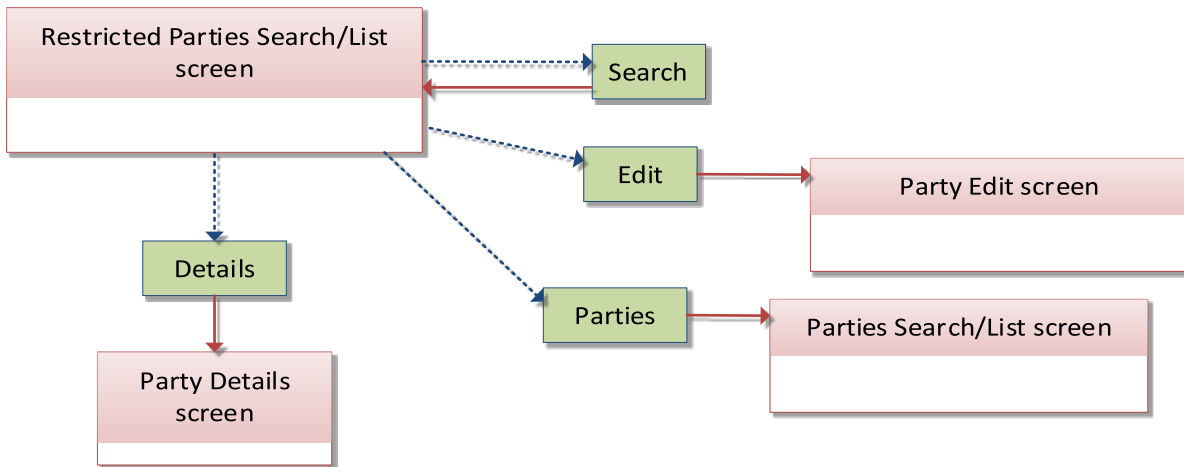 Restricted Parties Search/List
screen
Search
Edit
Party Edit screen
Details
Parties
Parties Search/List screen
Party Details
screen